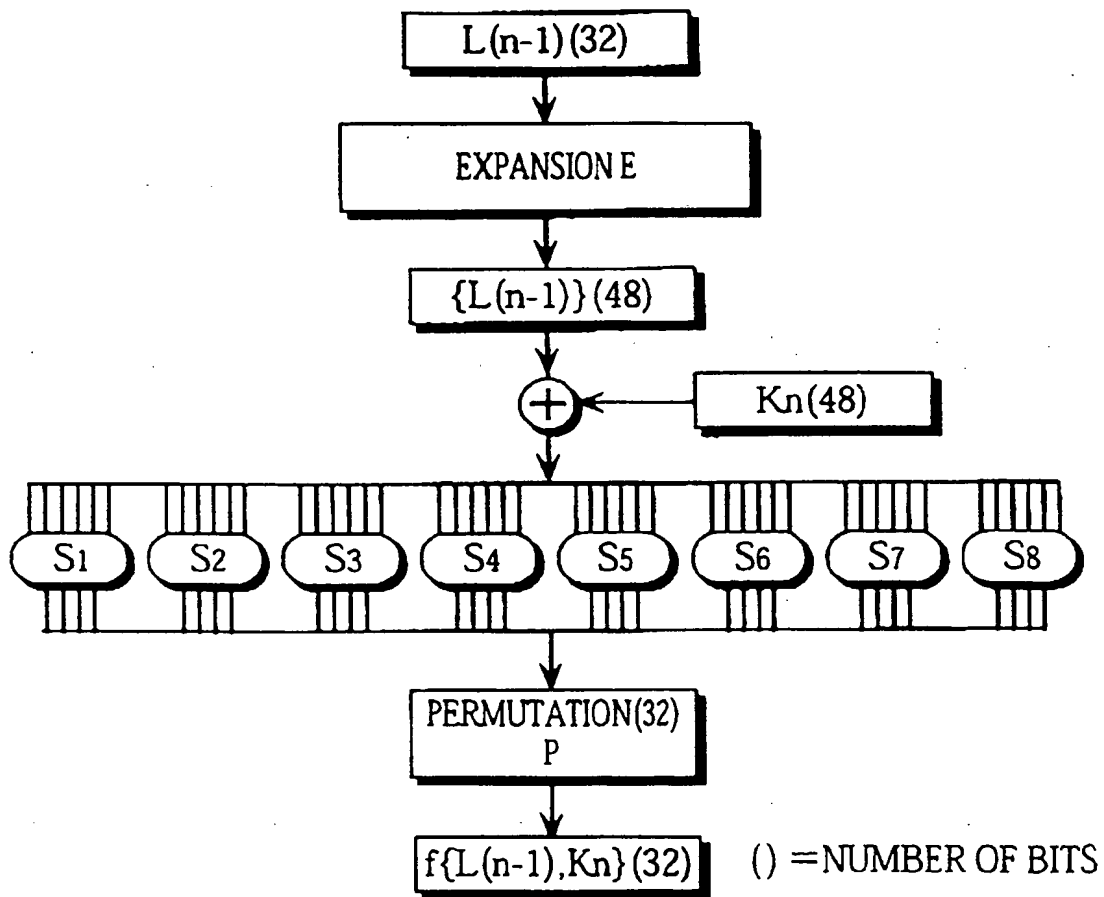 L(n-1)(32)
EXPANSION E
{L(n-1)}(48)
+
Kn(48)
S1 S2 S3 S4 S5 S6 S7 S8
PERMUTATION(32)
P
f{L(n-1),Kn}(32)
() =NUMBER OF BITS